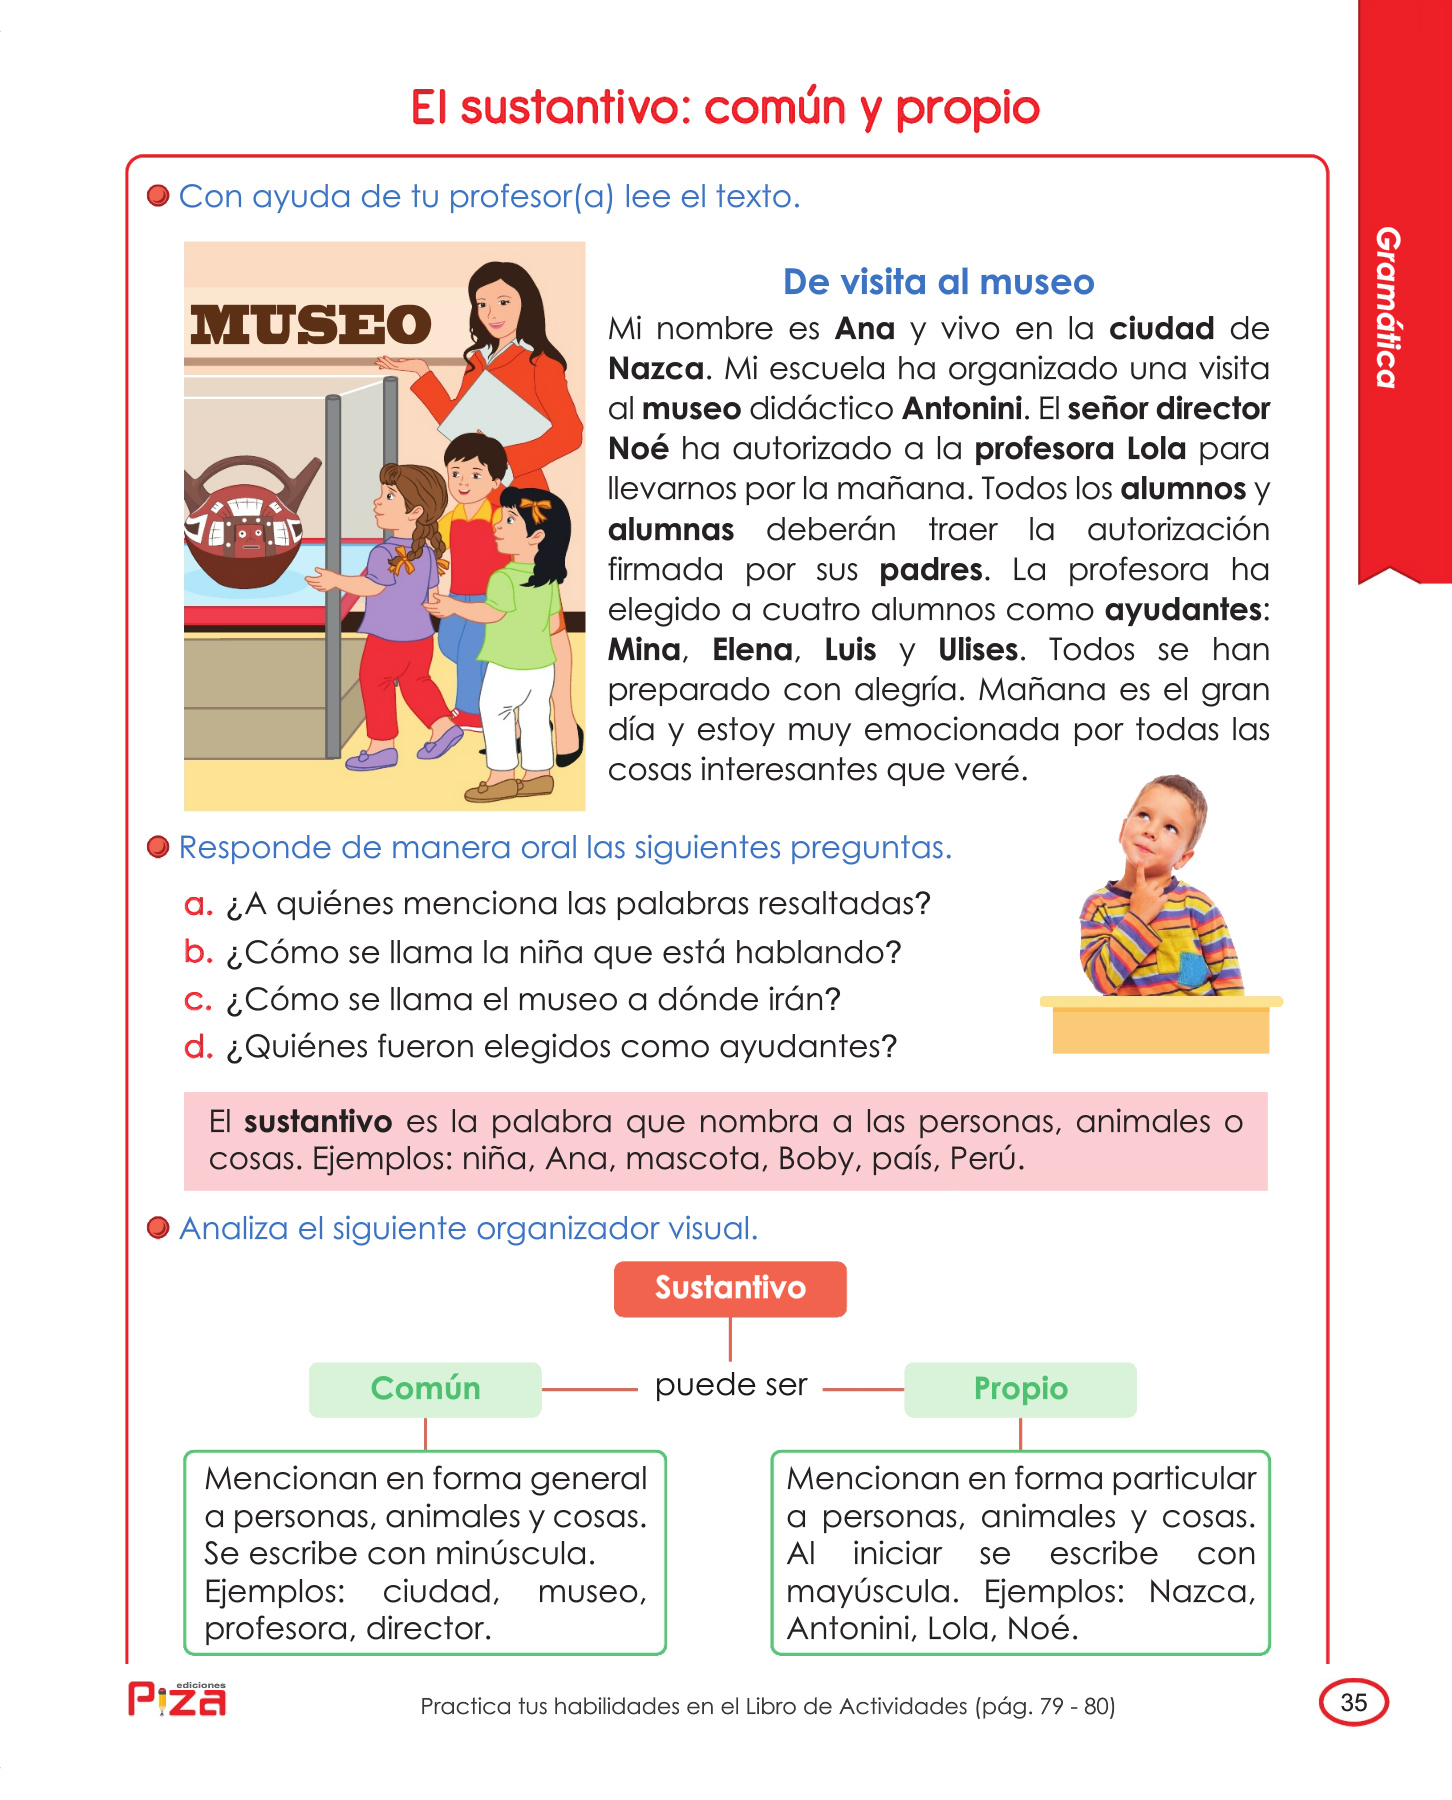 El sustantivo: común y propio
Gramática
Con ayuda de tu profesor(a) lee el texto.
MUSEO
De visita al museo
Mi nombre es Ana y vivo en la ciudad de
Nazca. Mi escuela ha organizado una visita
al museo didáctico Antonini. El señor director
Noé ha autorizado a la profesora Lola para
llevarnos por la mañana. Todos los alumnos y
alumnas deberán traer la autorización
firmada por sus padres. La profesora ha
elegido a cuatro alumnos como ayudantes:
Mina, Elena, Luis y Ulises. Todos se han
preparado con alegría. Mañana es el gran
día y estoy muy emocionada por todas las
cosas interesantes que veré.
Responde de manera oral las siguientes preguntas.
a. ¿A quiénes menciona las palabras resaltadas?
b. ¿Cómo se llama la niña que está hablando?
c. ¿Cómo se llama el museo a dónde irán?
d. ¿Quiénes fueron elegidos como ayudantes?
El sustantivo es la palabra que nombra a las personas, animales o
cosas. Ejemplos: niña, Ana, mascota, Boby, país, Perú.
Analiza el siguiente organizador visual.
Sustantivo
Común
puede ser
Propio
Mencionan en forma general
a personas, animales y cosas.
Se escribe con minúscula.
Ejemplos: ciudad, museo,
profesora, director.
Mencionan en forma particular
a personas, animales y cosas.
Al iniciar se escribe con
mayúscula. Ejemplos: Nazca,
Antonini, Lola, Noé.
ediciones
PiZA
Practica tus habilidades en el Libro de Actividades (pág. 79 - 80)
35